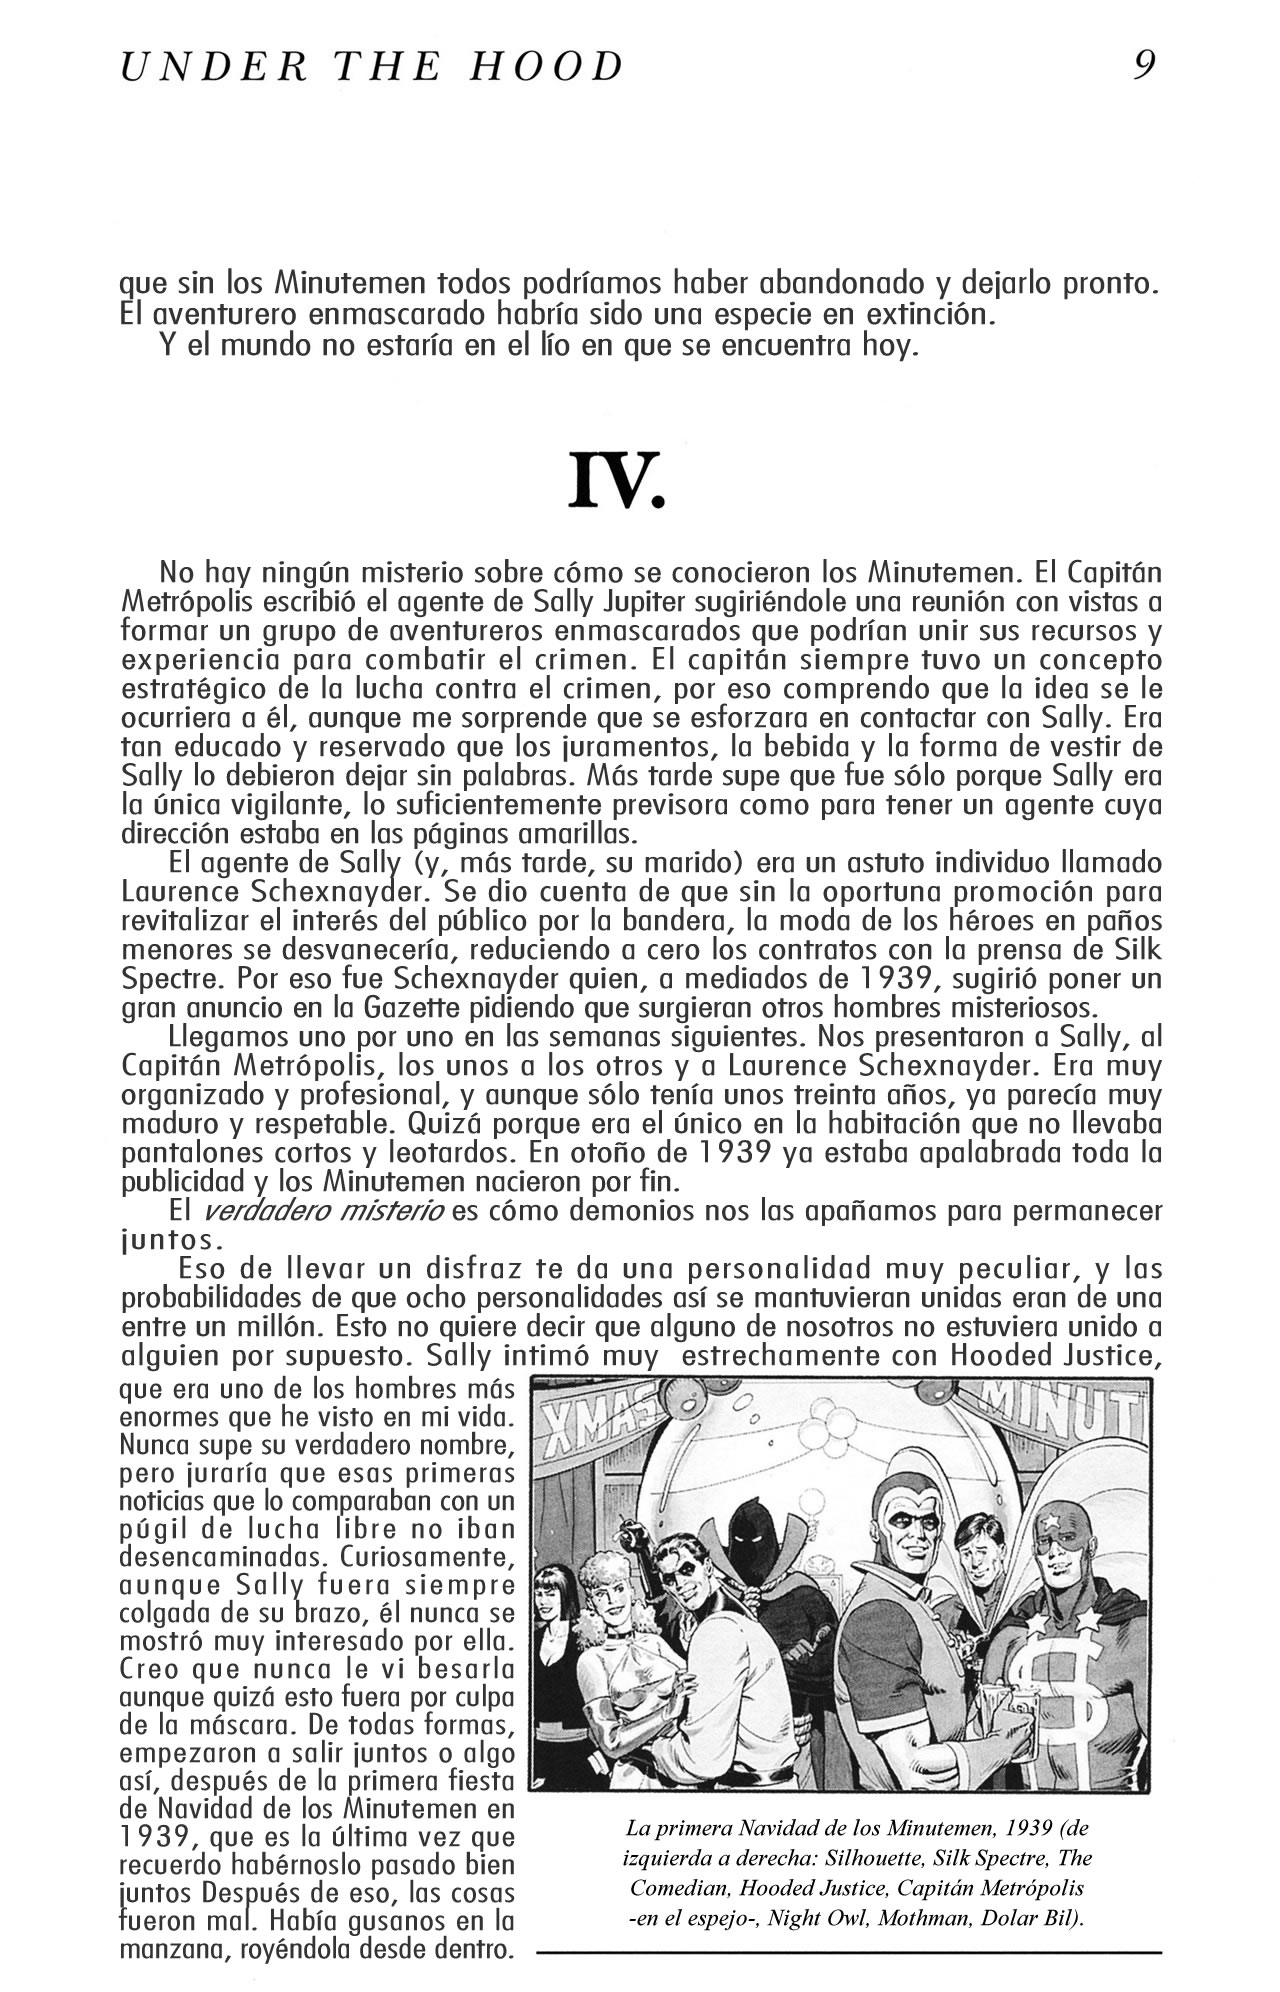 UNDER THE HOOD 9
que sin los Minutemen todos podríamos haber abandonado y dejarlo pronto.
El aventurero enmascarado habría sido una especie en extinción.
Y el mundo no estaría en el lío en que se encuentra hoy.
IV.
No hay ningún misterio sobre cómo se conocieron los Minutemen. El Capitán
Metrópolis escribió el agente de Sally Jupiter sugiriéndole una reunión con vistas a
formar un grupo de aventureros enmascarados que podrían unir sus recursos y
experiencia para combatir el crimen. El capitán siempre tuvo un concepto
estratégico de la lucha contra el crimen, por eso comprendo que la idea se le
ocurriera a él, aunque me sorprende que se esforzara en contactar con Sally. Era
tan educado y reservado que los juramentos, la bebida y la forma de vestir de
Sally lo debieron dejar sin palabras. Más tarde supe que fue sólo porque Sally era
la única vigilante, lo suficientemente previsora como para tener un agente cuya
dirección estaba en las páginas amarillas.
El agente de Sally (y, más tarde, su marido) era un astuto individuo llamado
Laurence Schexnayder. Se dio cuenta de que sin la oportuna promoción para
revitalizar el interés del público por la bandera, la moda de los héroes en paños
menores se desvanecería, reduciendo a cero los contratos con la prensa de Silk
Spectre. Por eso fue Schexnayder quien, a mediados de 1939, sugirió poner un
gran anuncio en la Gazette pidiendo que surgieran otros hombres misteriosos.
Llegamos uno por uno en las semanas siguientes. Nos presentaron a Sally, al
Capitán Metrópolis, los unos a los otros y a Laurence Schexnayder. Era muy
organizado y profesional, y aunque sólo tenía unos treinta años, ya parecía muy
maduro y respetable. Quizá porque era el único en la habitación que no llevaba
pantalones cortos y leotardos. En otoño de 1939 ya estaba apalabrada toda la
publicidad y los Minutemen nacieron por fin.
El verdadero misterio es cómo demonios nos las apañamos para permanecer
juntos.
Eso de llevar un disfraz te da una personalidad muy peculiar, y las
probabilidades de que ocho personalidades así se mantuvieran unidas eran de una
entre un millón. Esto no quiere decir que alguno de nosotros no estuviera unido a
alguien por supuesto. Sally intimó muy estrechamente con Hooded Justice,
que era uno de los hombres más
enormes que he visto en mi vida.
Nunca supe su verdadero nombre,
pero juraría que esas primeras
noticias que lo comparaban con un
púgil de lucha libre no iban
desencaminadas. Curiosamente,
aunque Sally fuera siempre
colgada de su brazo, él nunca se
mostró muy interesado por ella.
Creo que nunca le vi besarla
aunque quizá esto fuera por culpa
de la máscara. De todas formas,
empezaron a salir juntos o algo
así, después de la primera fiesta
de Navidad de los Minutemen en
1939, que es la última vez que
recuerdo habérnoslo pasado bien
juntos Después de eso, las cosas
fueron mal. Había gusanos en la
manzana, royéndola desde dentro.
XMAS MINUT
La primera Navidad de los Minutemen, 1939 (de
izquierda a derecha: Silhouette, Silk Spectre, The
Comedian, Hooded Justice, Capitán Metrópolis
-en el espejo-, Night Owl, Mothman, Dolar Bil).